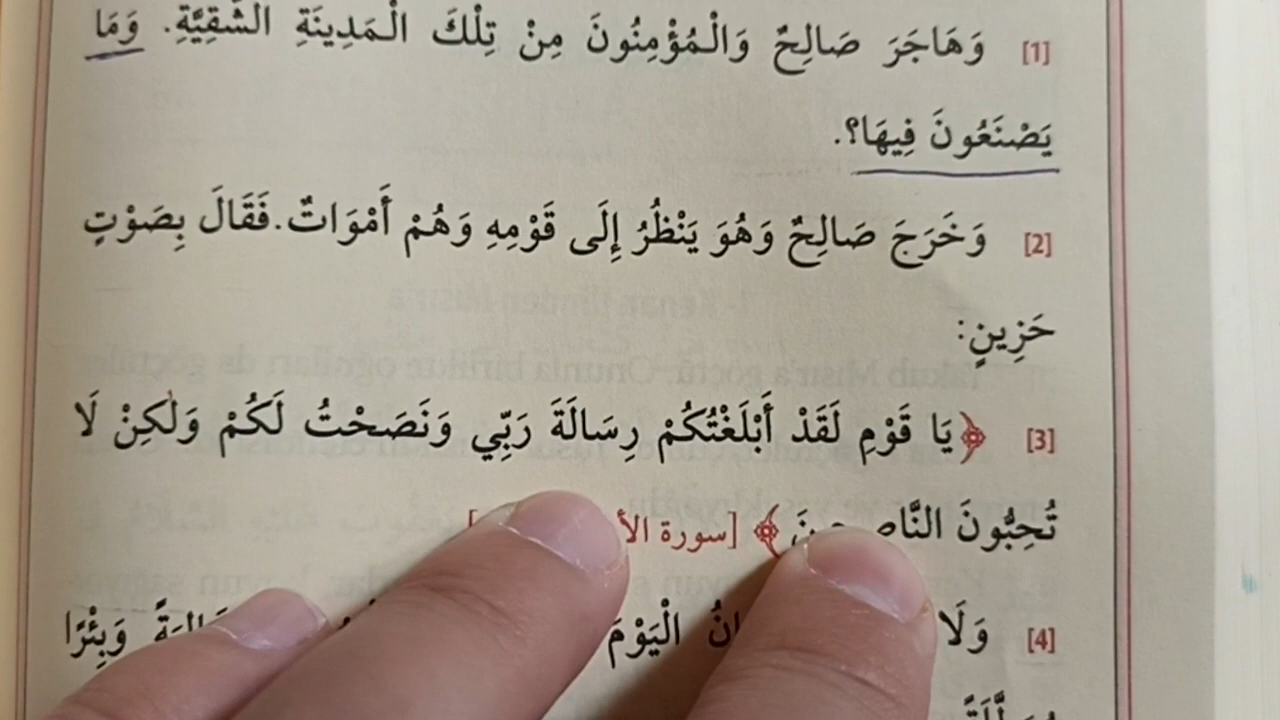 [1] وَهَاجَرَ صَالِحٌ وَالْمُؤْمِنُونَ مِنْ تِلْكَ الْمَدِينَةِ الشَّقِيَّةِ. وَمَا
يَصْنَعُونَ فِيهَا؟.
[2] وَخَرَجَ صَالِحٌ وَهُوَ يَنْظُرُ إِلَى قَوْمِهِ وَهُمْ أَمْوَاتٌ. فَقَالَ بِصَوْتٍ
حَزِينٍ:
[3] ﴿يَا قَوْمِ لَقَدْ أَبْلَغْتُكُمْ رِسَالَةَ رَبِّي وَنَصَحْتُ لَكُمْ وَلَٰكِنْ لَا
تُحِبُّونَ النَّاصِحِينَ﴾ [سورة
[4] وَلَا الْيَوْمَ وَبِئْرًا